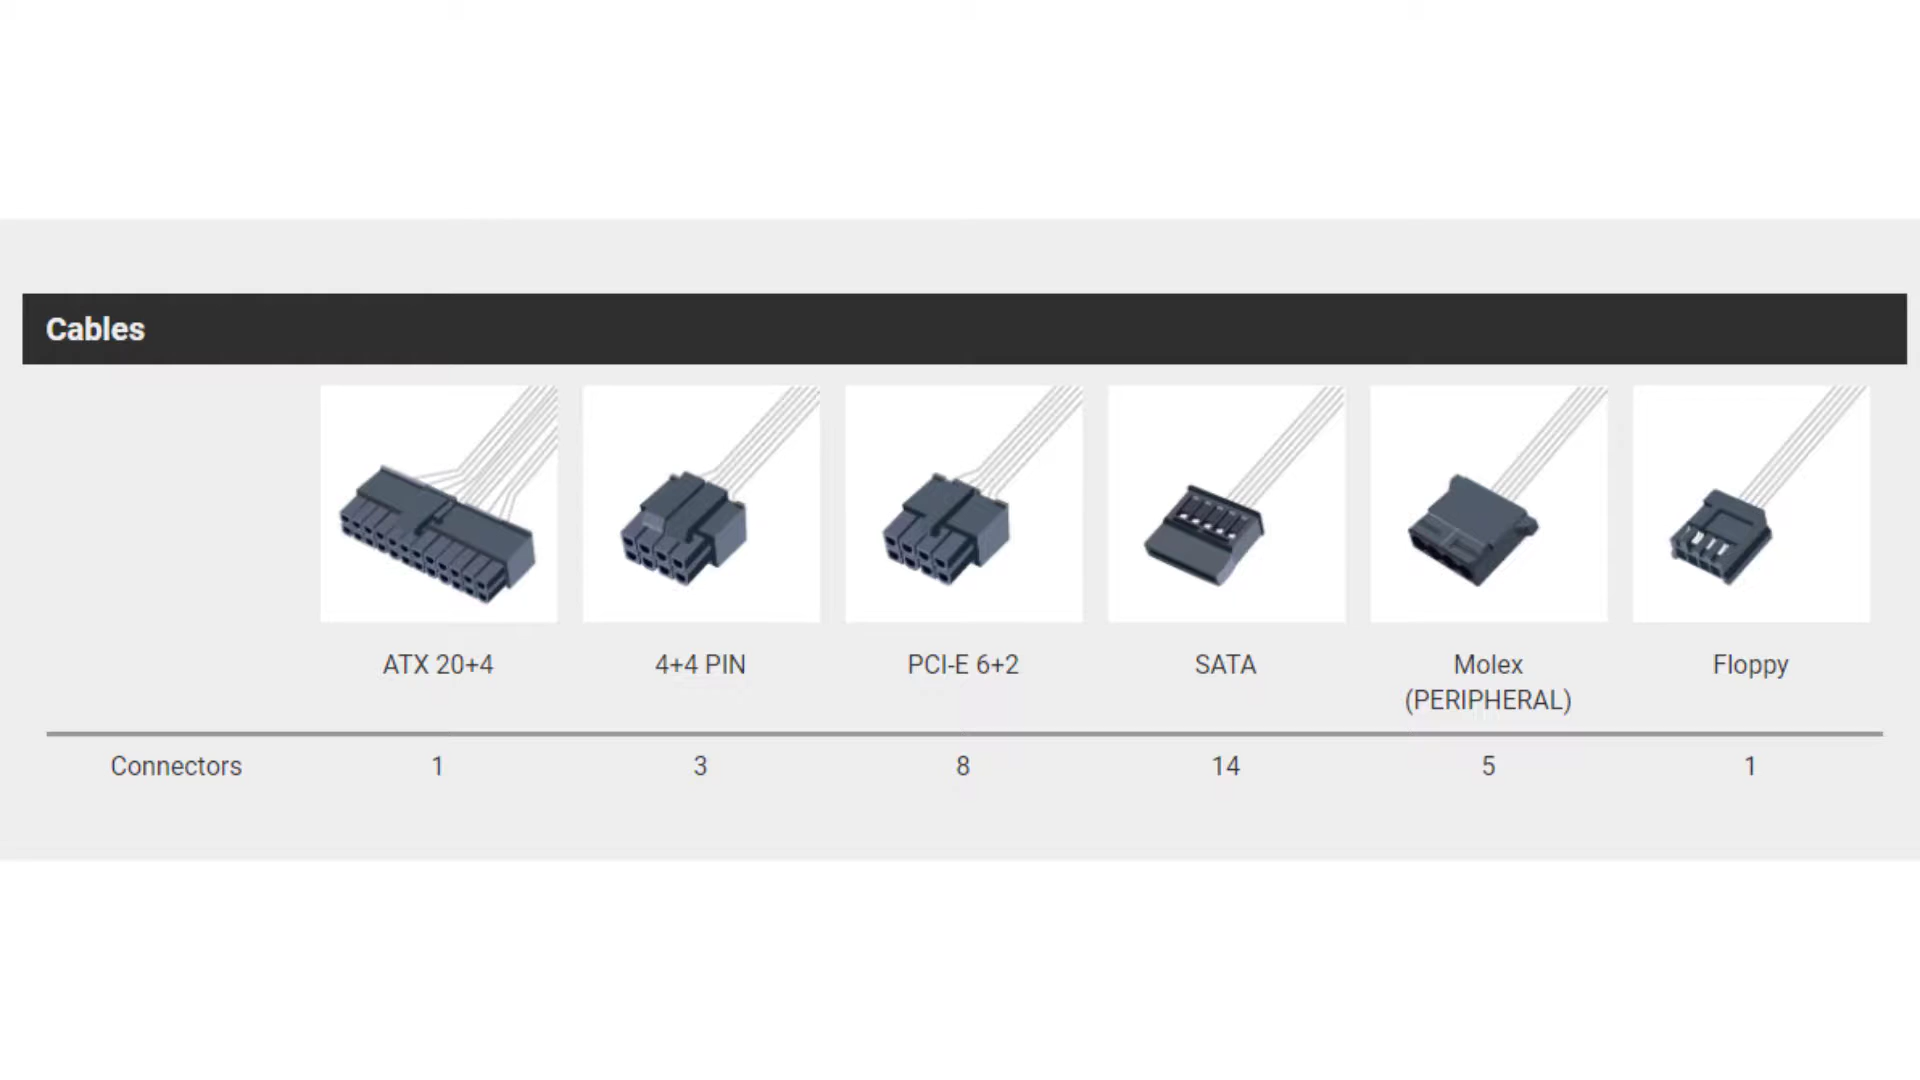 Cables
ATX 20+4 4+4 PIN PCI-E 6+2 SATA Molex Floppy
(PERIPHERAL)
Connectors 1 3 8 14 5 1